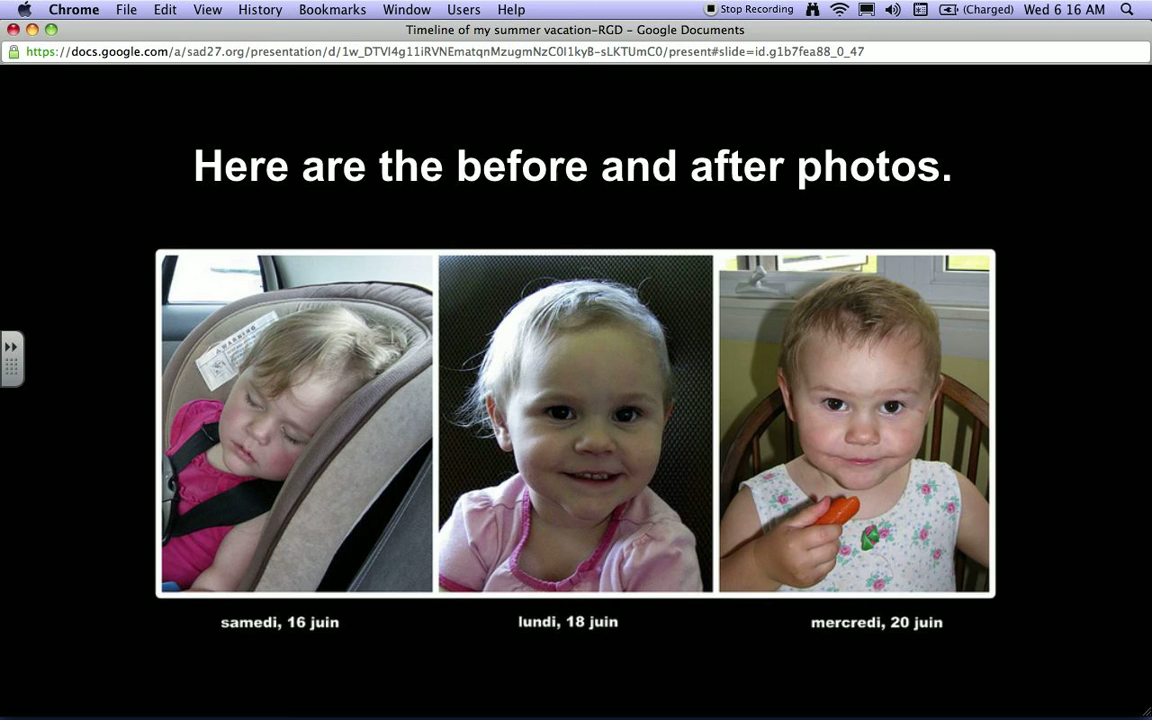 Chrome File Edit View History Bookmarks Window Users Help Stop Recording (Charged) Wed 6 16 AM
Timeline of my summer vacation-RGD – Google Documents
https://docs.google.com/a/sad27.org/presentation/d/1w_DTVI4g11iRVNEmatqnMzugmNzC0I1kyB-sLKTUmC0/present#slide=id.g1b7fea88_0_47
Here are the before and after photos.
WARNING
samedi, 16 juin
lundi, 18 juin
mercredi, 20 juin